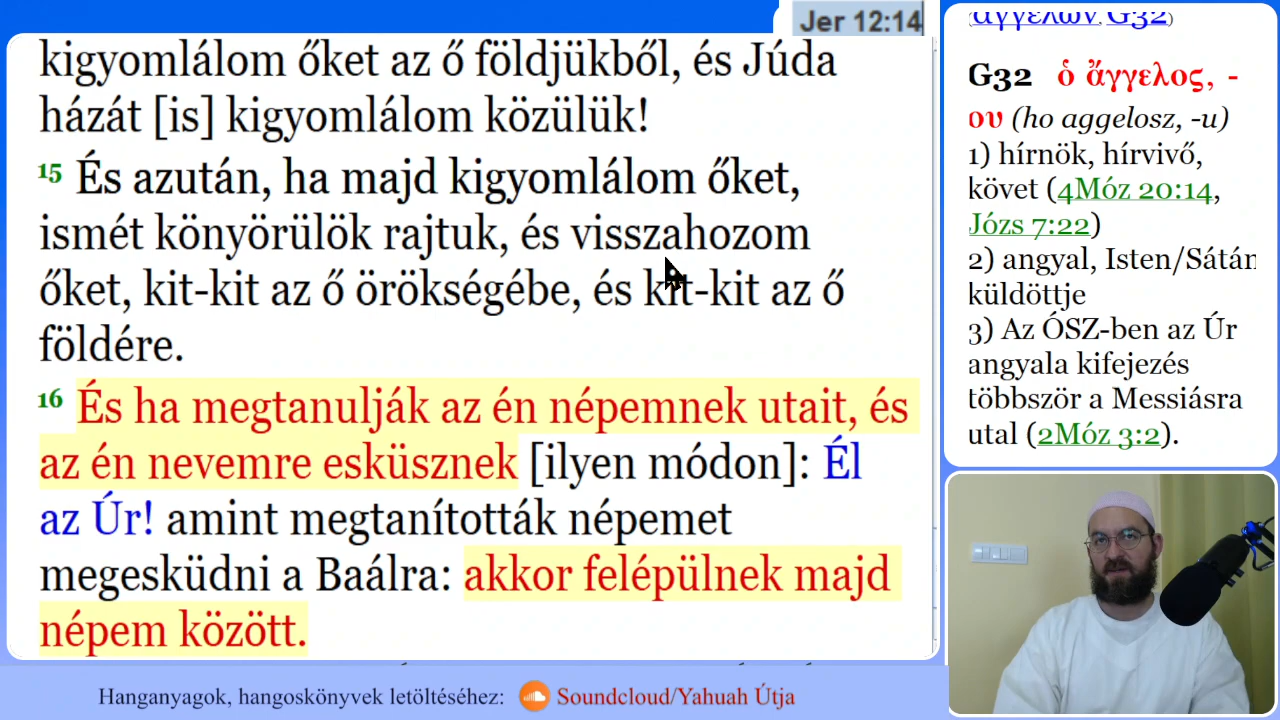 Jer 12:14
kigyomlálom őket az ő földjükből, és Júda
házát [is] kigyomlálom közülük!
15 És azután, ha majd kigyomlálom őket,
ismét könyörülök rajtuk, és visszahozom
őket, kit-kit az ő örökségébe, és kit-kit az ő
földére.
16 És ha megtanulják az én népemnek utait, és
az én nevemre esküsznek [ilyen módon]: Él
az Úr! amint megtanították népemet
megesküdni a Baálra: akkor felépülnek majd
népem között.
(ἀγγέλων, G32)
G32 ὁ ἄγγελος, -
ου (ho aggelosz, -u)
1) hírnök, hírvivő,
követ (4Móz 20:14,
Józs 7:22)
2) angyal, Isten/Sátán
küldöttje
3) Az ÓSZ-ben az Úr
angyala kifejezés
többször a Messiásra
utal (2Móz 3:2).
Hanganyagok, hangoskönyvek letöltéséhez: Soundcloud/Yahuah Útja